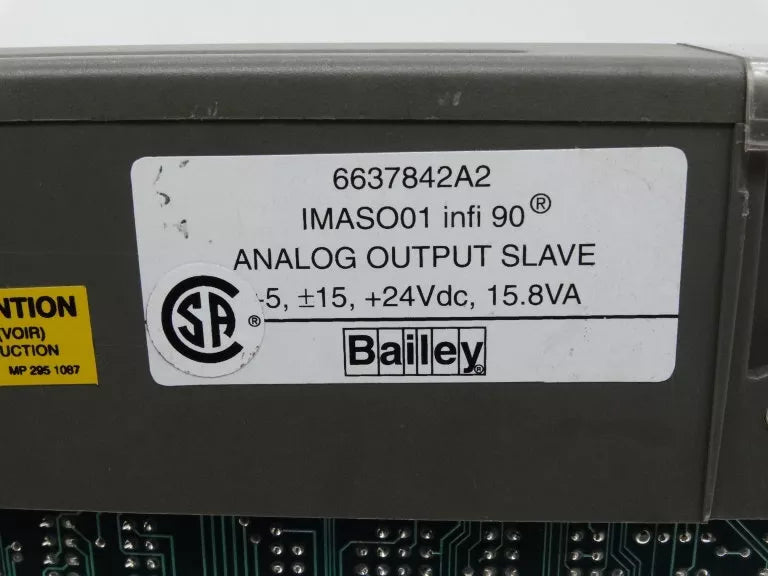 6637842A2
IMASO01 infi 90®
ANALOG OUTPUT SLAVE
-5, ±15, +24Vdc, 15.8VA
CSA®
Bailey®
NTION
(VOIR)
UCTION
MP 295 1087